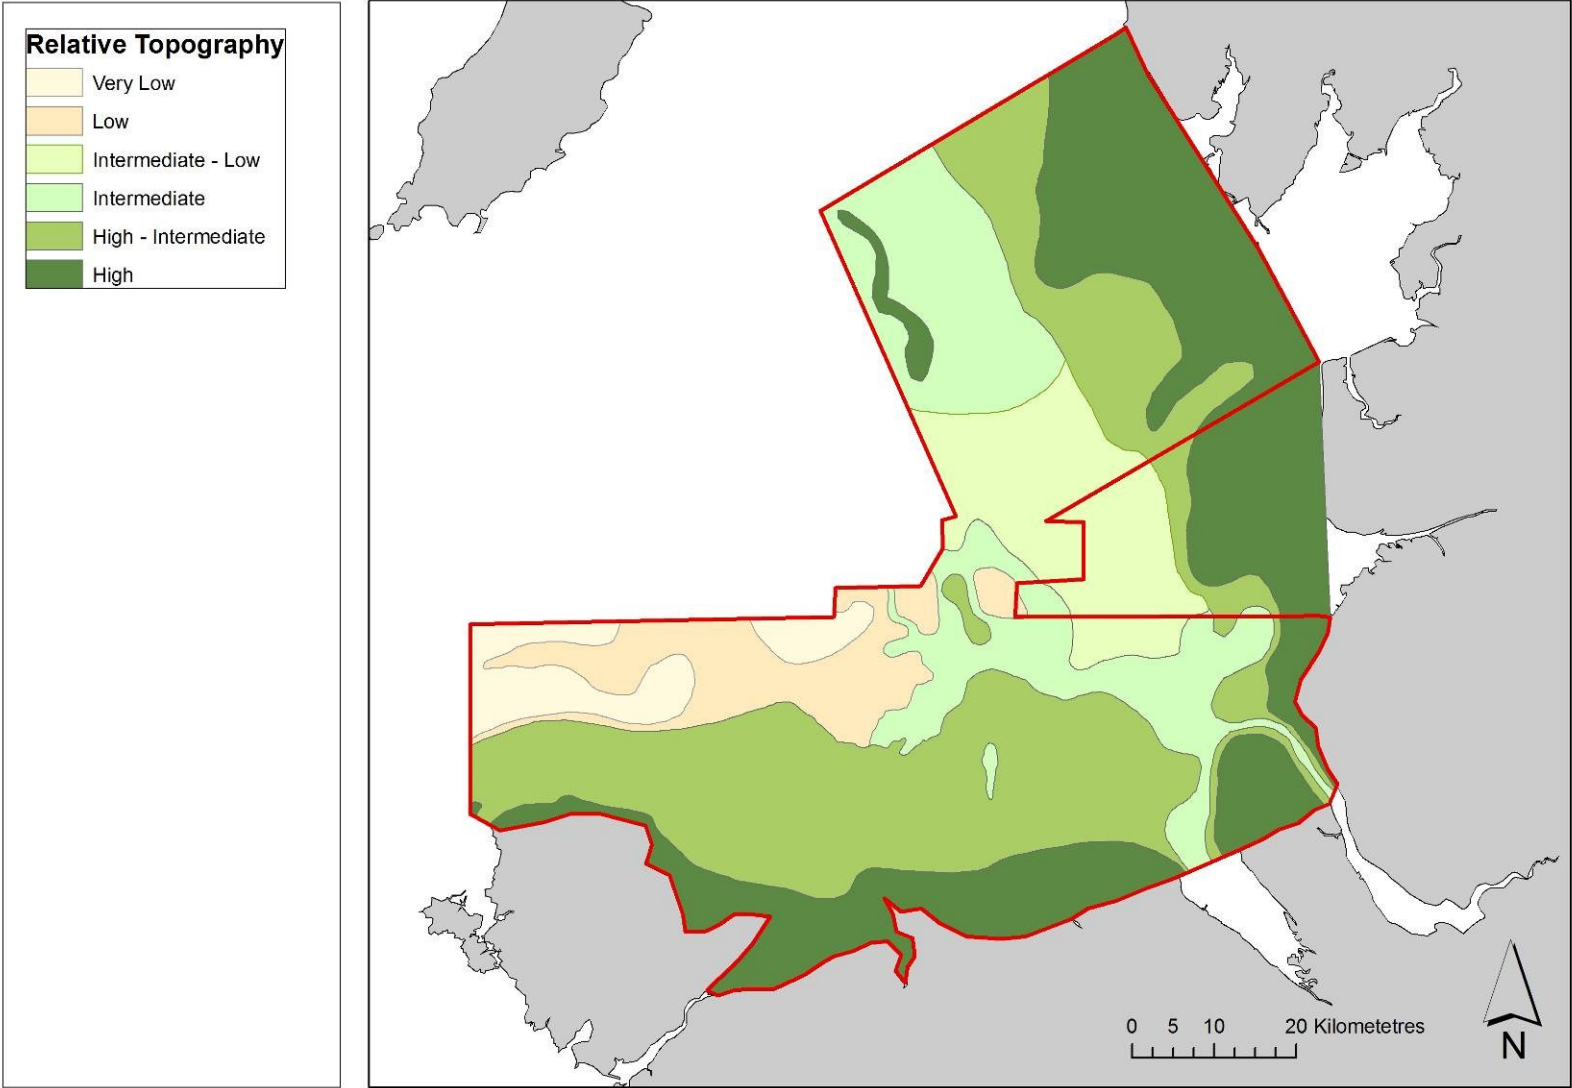 Relative Topography
Very Low
Low
Intermediate - Low
Intermediate
High - Intermediate
High
0 5 10 20 Kilometetres
N